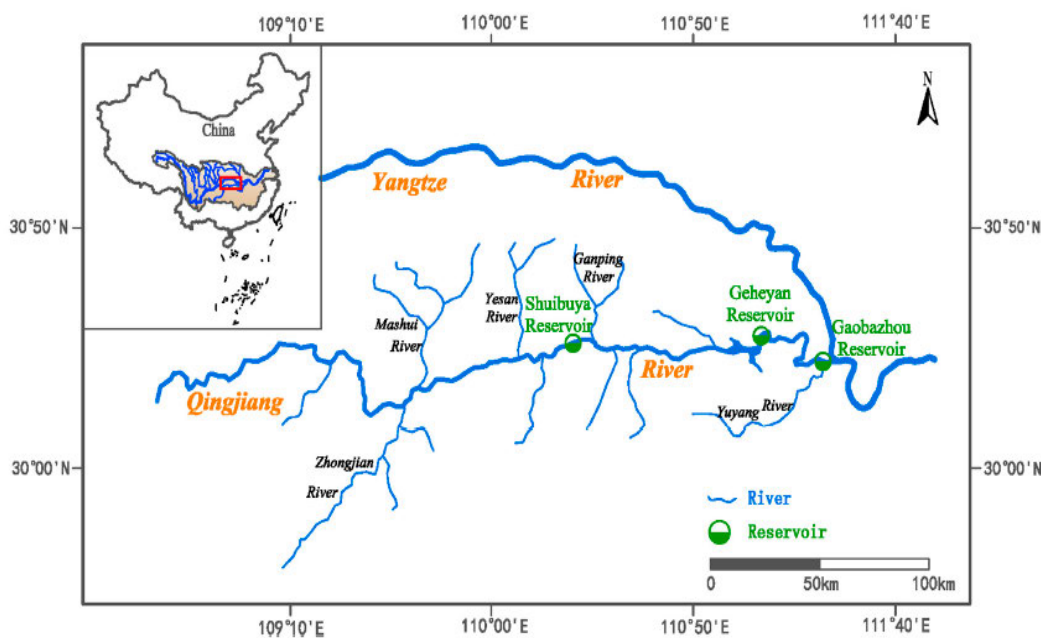 109°10'E
110°00'E
110°50'E
111°40'E
N
China
Yangtze
River
30°50'N
30°50'N
Ganping
River
Yesan
River
Shuibuya
Reservoir
Geheyan
Reservoir
Mashui
River
Gaobazhou
Reservoir
River
Qingjiang
Yuyang River
Zhongjian
River
30°00'N
30°00'N
River
Reservoir
0
50km
100km
109°10'E
110°00'E
110°50'E
111°40'E